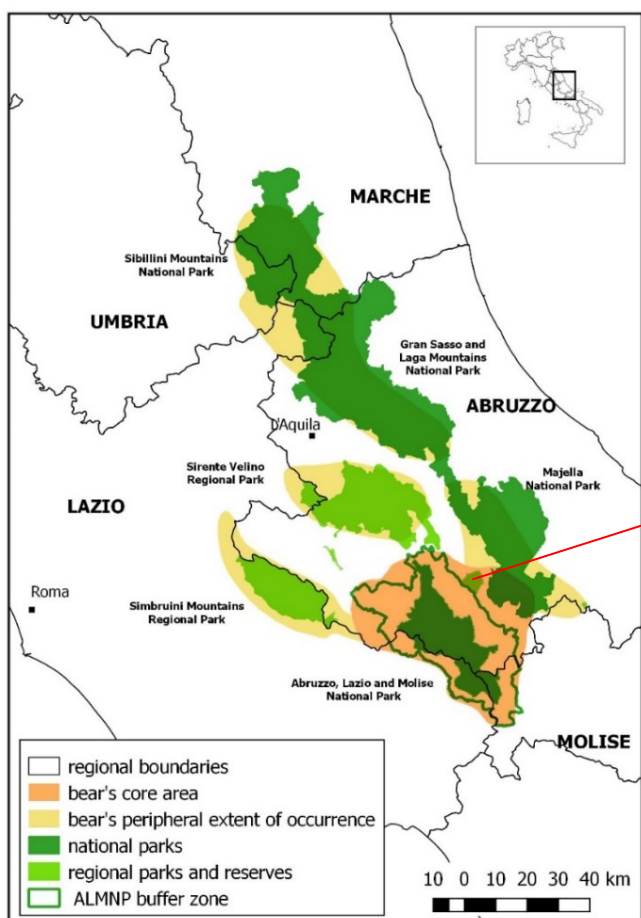 MARCHE
Sibillini Mountains
National Park
UMBRIA
Gran Sasso and
Laga Mountains
National Park
ABRUZZO
L'Aquila
Sirente Velino
Regional Park
Majella
National Park
LAZIO
Roma
Simbruini Mountains
Regional Park
Abruzzo, Lazio and Molise
National Park
MOLISE
regional boundaries
bear's core area
bear's peripheral extent of occurrence
national parks
regional parks and reserves
ALMNP buffer zone
10 0 10 20 30 40 km